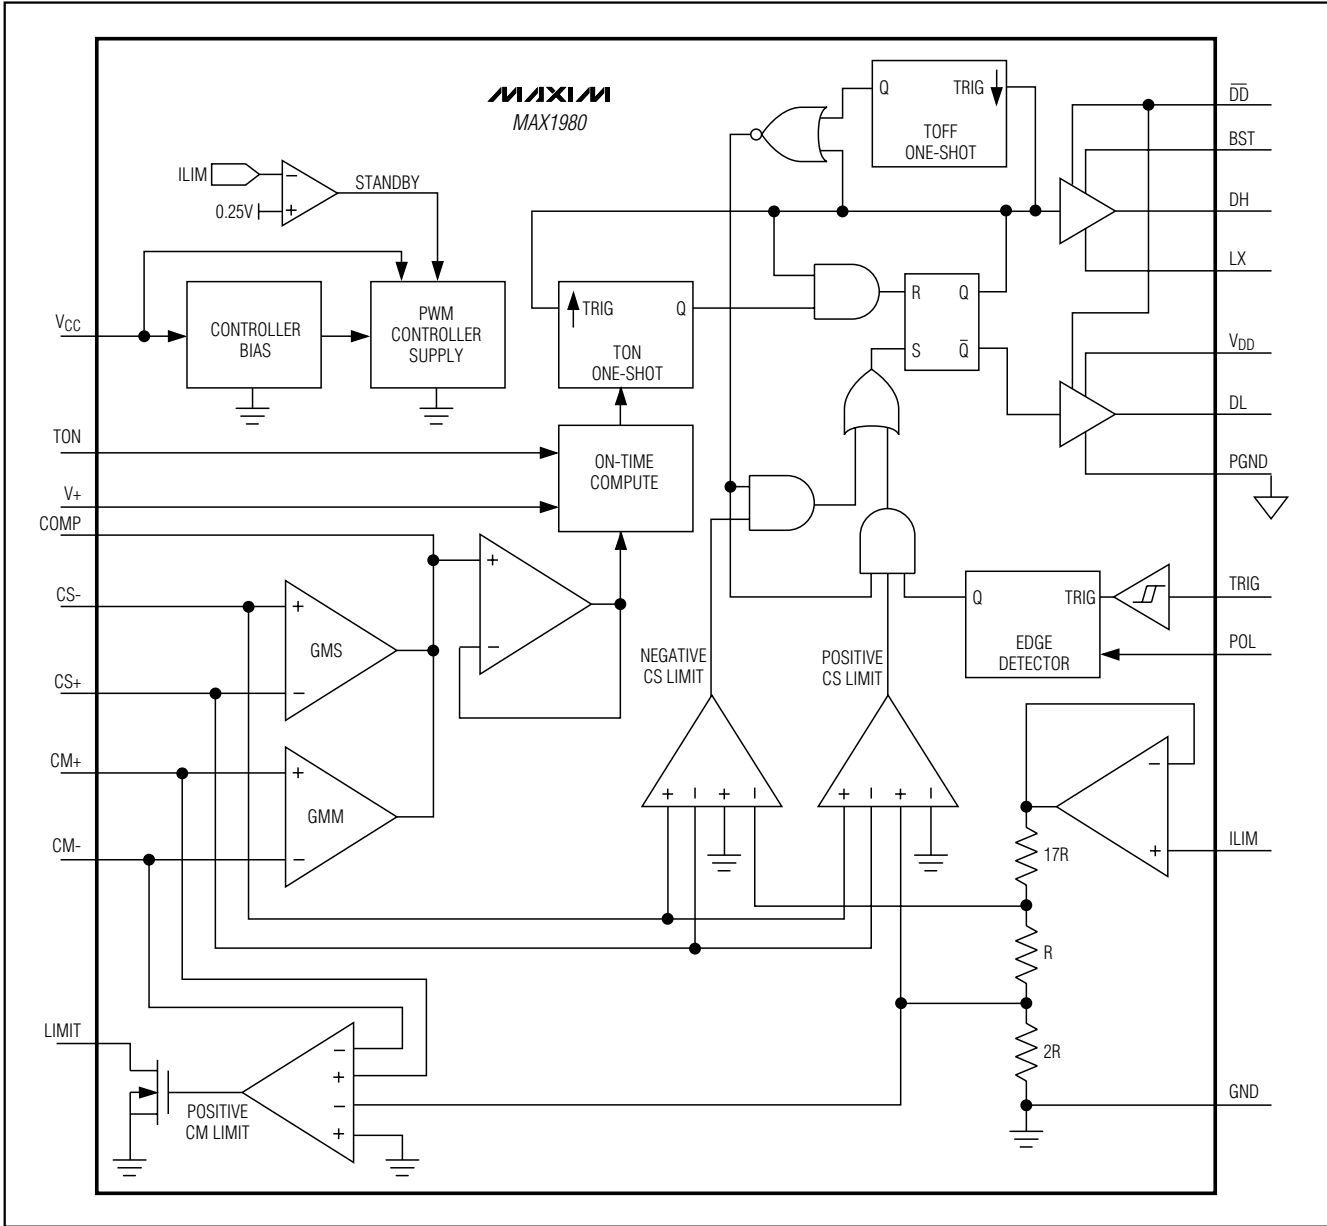 MAXIM
MAX1980
ILIM
−
+
0.25V
STANDBY
VCC
CONTROLLER
BIAS
PWM
CONTROLLER
SUPPLY
TON
V+
COMP
CS-
CS+
CM+
CM-
LIMIT
+
GMS
−
+
GMM
−
+
−
TRIG
Q
TON
ONE-SHOT
ON-TIME
COMPUTE
Q
TRIG
TOFF
ONE-SHOT
R
Q
S
Q̅
NEGATIVE
CS LIMIT
POSITIVE
CS LIMIT
+ − + −
+ − + −
Q
TRIG
EDGE
DETECTOR
−
+
17R
R
2R
−
+
−
+
POSITIVE
CM LIMIT
D̅D̅
BST
DH
LX
VDD
DL
PGND
TRIG
POL
ILIM
GND